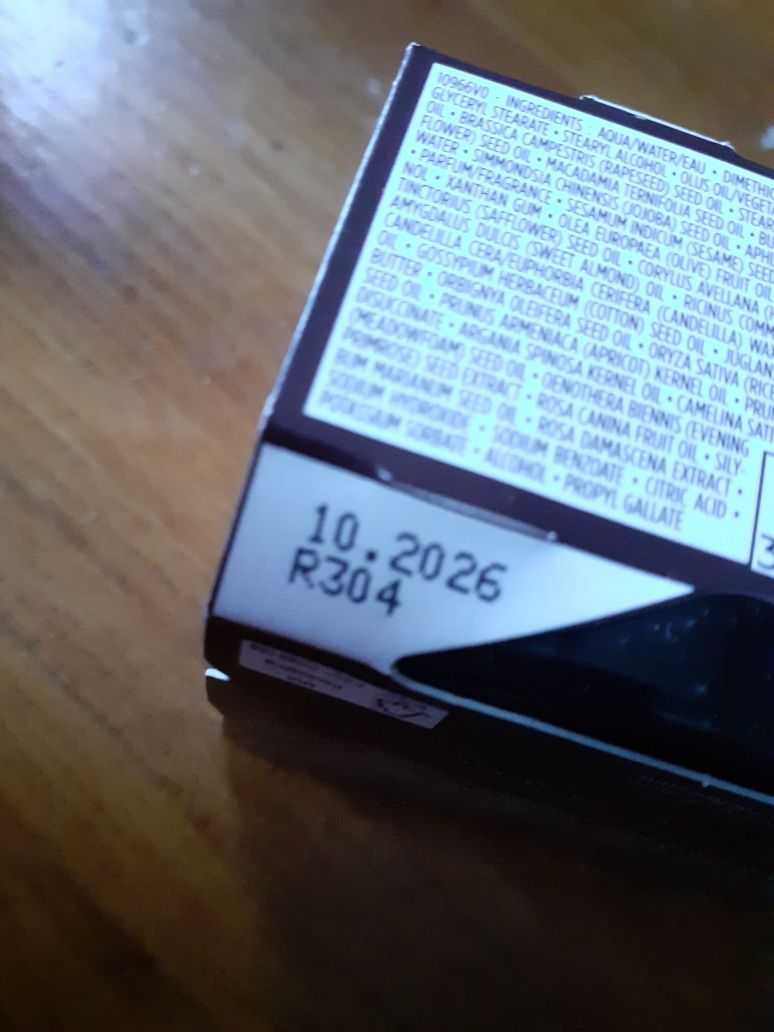 10966V0 - INGREDIENTS : AQUA/WATER/EAU • DIMETHIC
GLYCERYL STEARATE • STEARYL ALCOHOL • OLUS OIL/VEGET
OIL • BRASSICA CAMPESTRIS (RAPESEED) SEED OIL • STEAR
FLOWER) SEED OIL • MACADAMIA TERNIFOLIA SEED OIL • BU
WATER • SIMMONDSIA CHINENSIS (JOJOBA) SEED OIL • APHL
• PARFUM/FRAGRANCE • SESAMUM INDICUM (SESAME) SEED
NOL • XANTHAN GUM • OLEA EUROPAEA (OLIVE) FRUIT OIL
TINCTORIUS (SAFFLOWER) SEED OIL • CORYLUS AVELLANA
AMYGDALUS DULCIS (SWEET ALMOND) OIL • RICINUS COMM
CANDELILLA CERA/EUPHORBIA CERIFERA (CANDELILLA) WAX
OIL • GOSSYPIUM HERBACEUM (COTTON) SEED OIL • JUGLAN
BUTTER • ORBIGNYA OLEIFERA SEED OIL • ORYZA SATIVA (RICE
SEED OIL • PRUNUS ARMENIACA (APRICOT) KERNEL OIL • PRUN
DISUCCINATE • ARGANIA SPINOSA KERNEL OIL • CAMELINA SATI
(MEADOWFOAM) SEED OIL • OENOTHERA BIENNIS (EVENING
PRIMROSE) SEED EXTRACT • ROSA CANINA FRUIT OIL • SILY-
BUM MARIANUM SEED OIL • ROSA DAMASCENA EXTRACT •
SODIUM HYDROXIDE • SODIUM BENZOATE • CITRIC ACID •
POTASSIUM SORBATE • ALCOHOL • PROPYL GALLATE
3
10.2026
R304